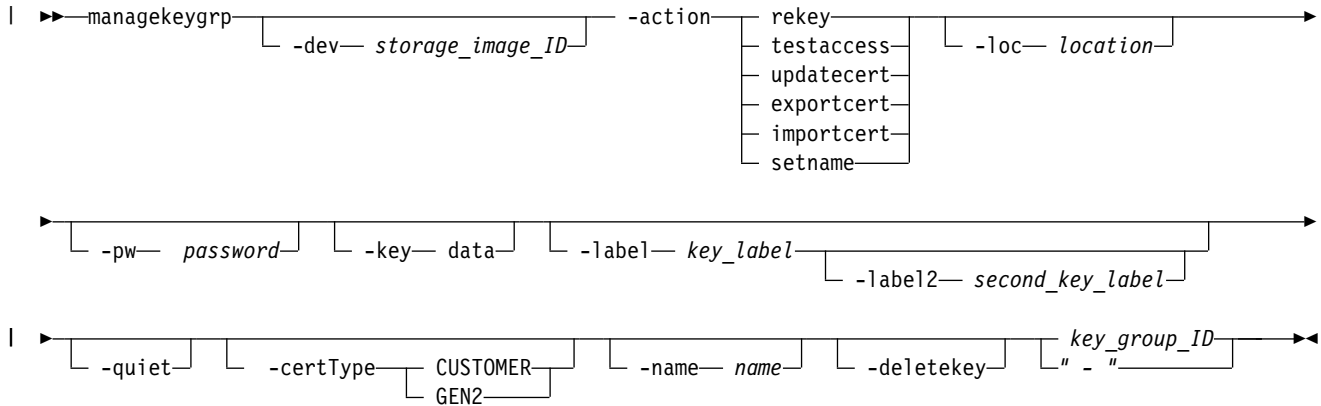 managekeygrp -action rekey
-dev storage_image_ID testaccess -loc location
updatecert
exportcert
importcert
setname
-pw password -key data -label key_label
-label2 second_key_label
key_group_ID
-quiet -certType CUSTOMER -name name -deletekey " - "
GEN2